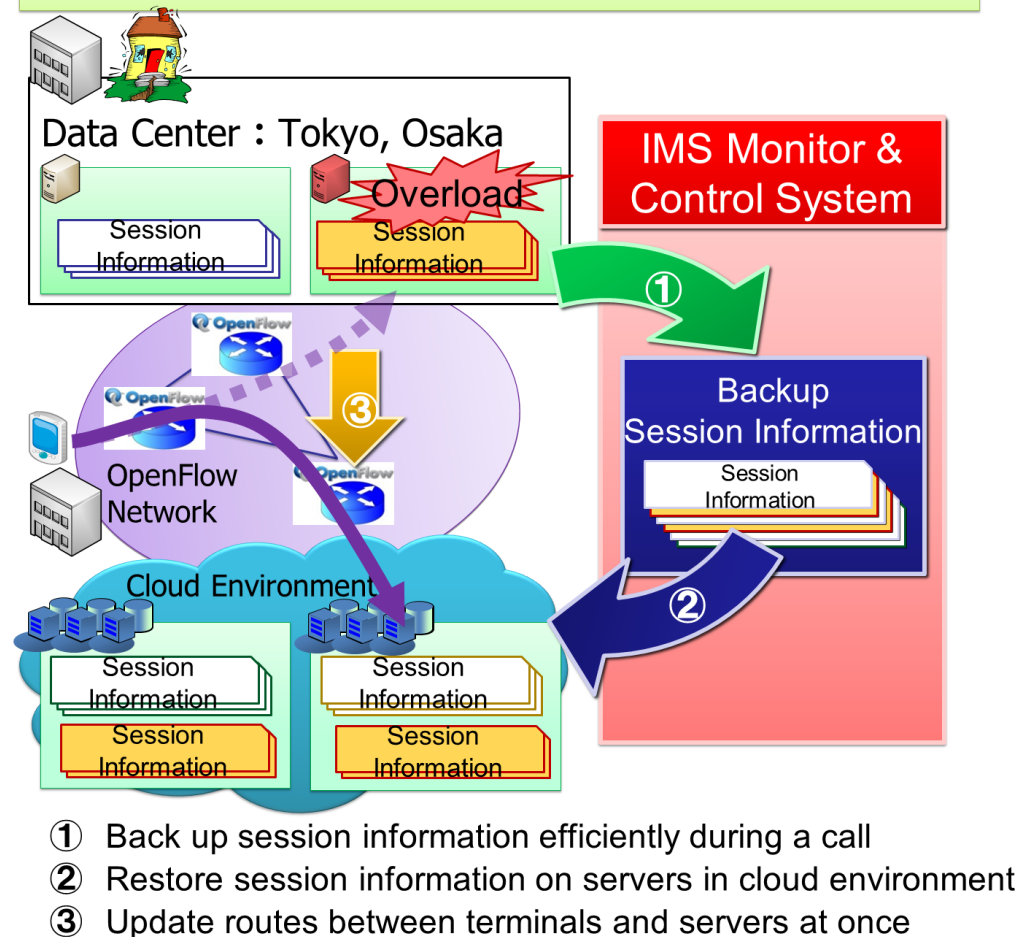 Data Center：Tokyo, Osaka
Overload
Session
Information
Session
Information
IMS Monitor &
Control System
①
OpenFlow
OpenFlow
OpenFlow
③
OpenFlow
Network
Backup
Session Information
Session
Information
②
Cloud Environment
Session
Information
Session
Information
Session
Information
Session
Information
① Back up session information efficiently during a call
② Restore session information on servers in cloud environment
③ Update routes between terminals and servers at once